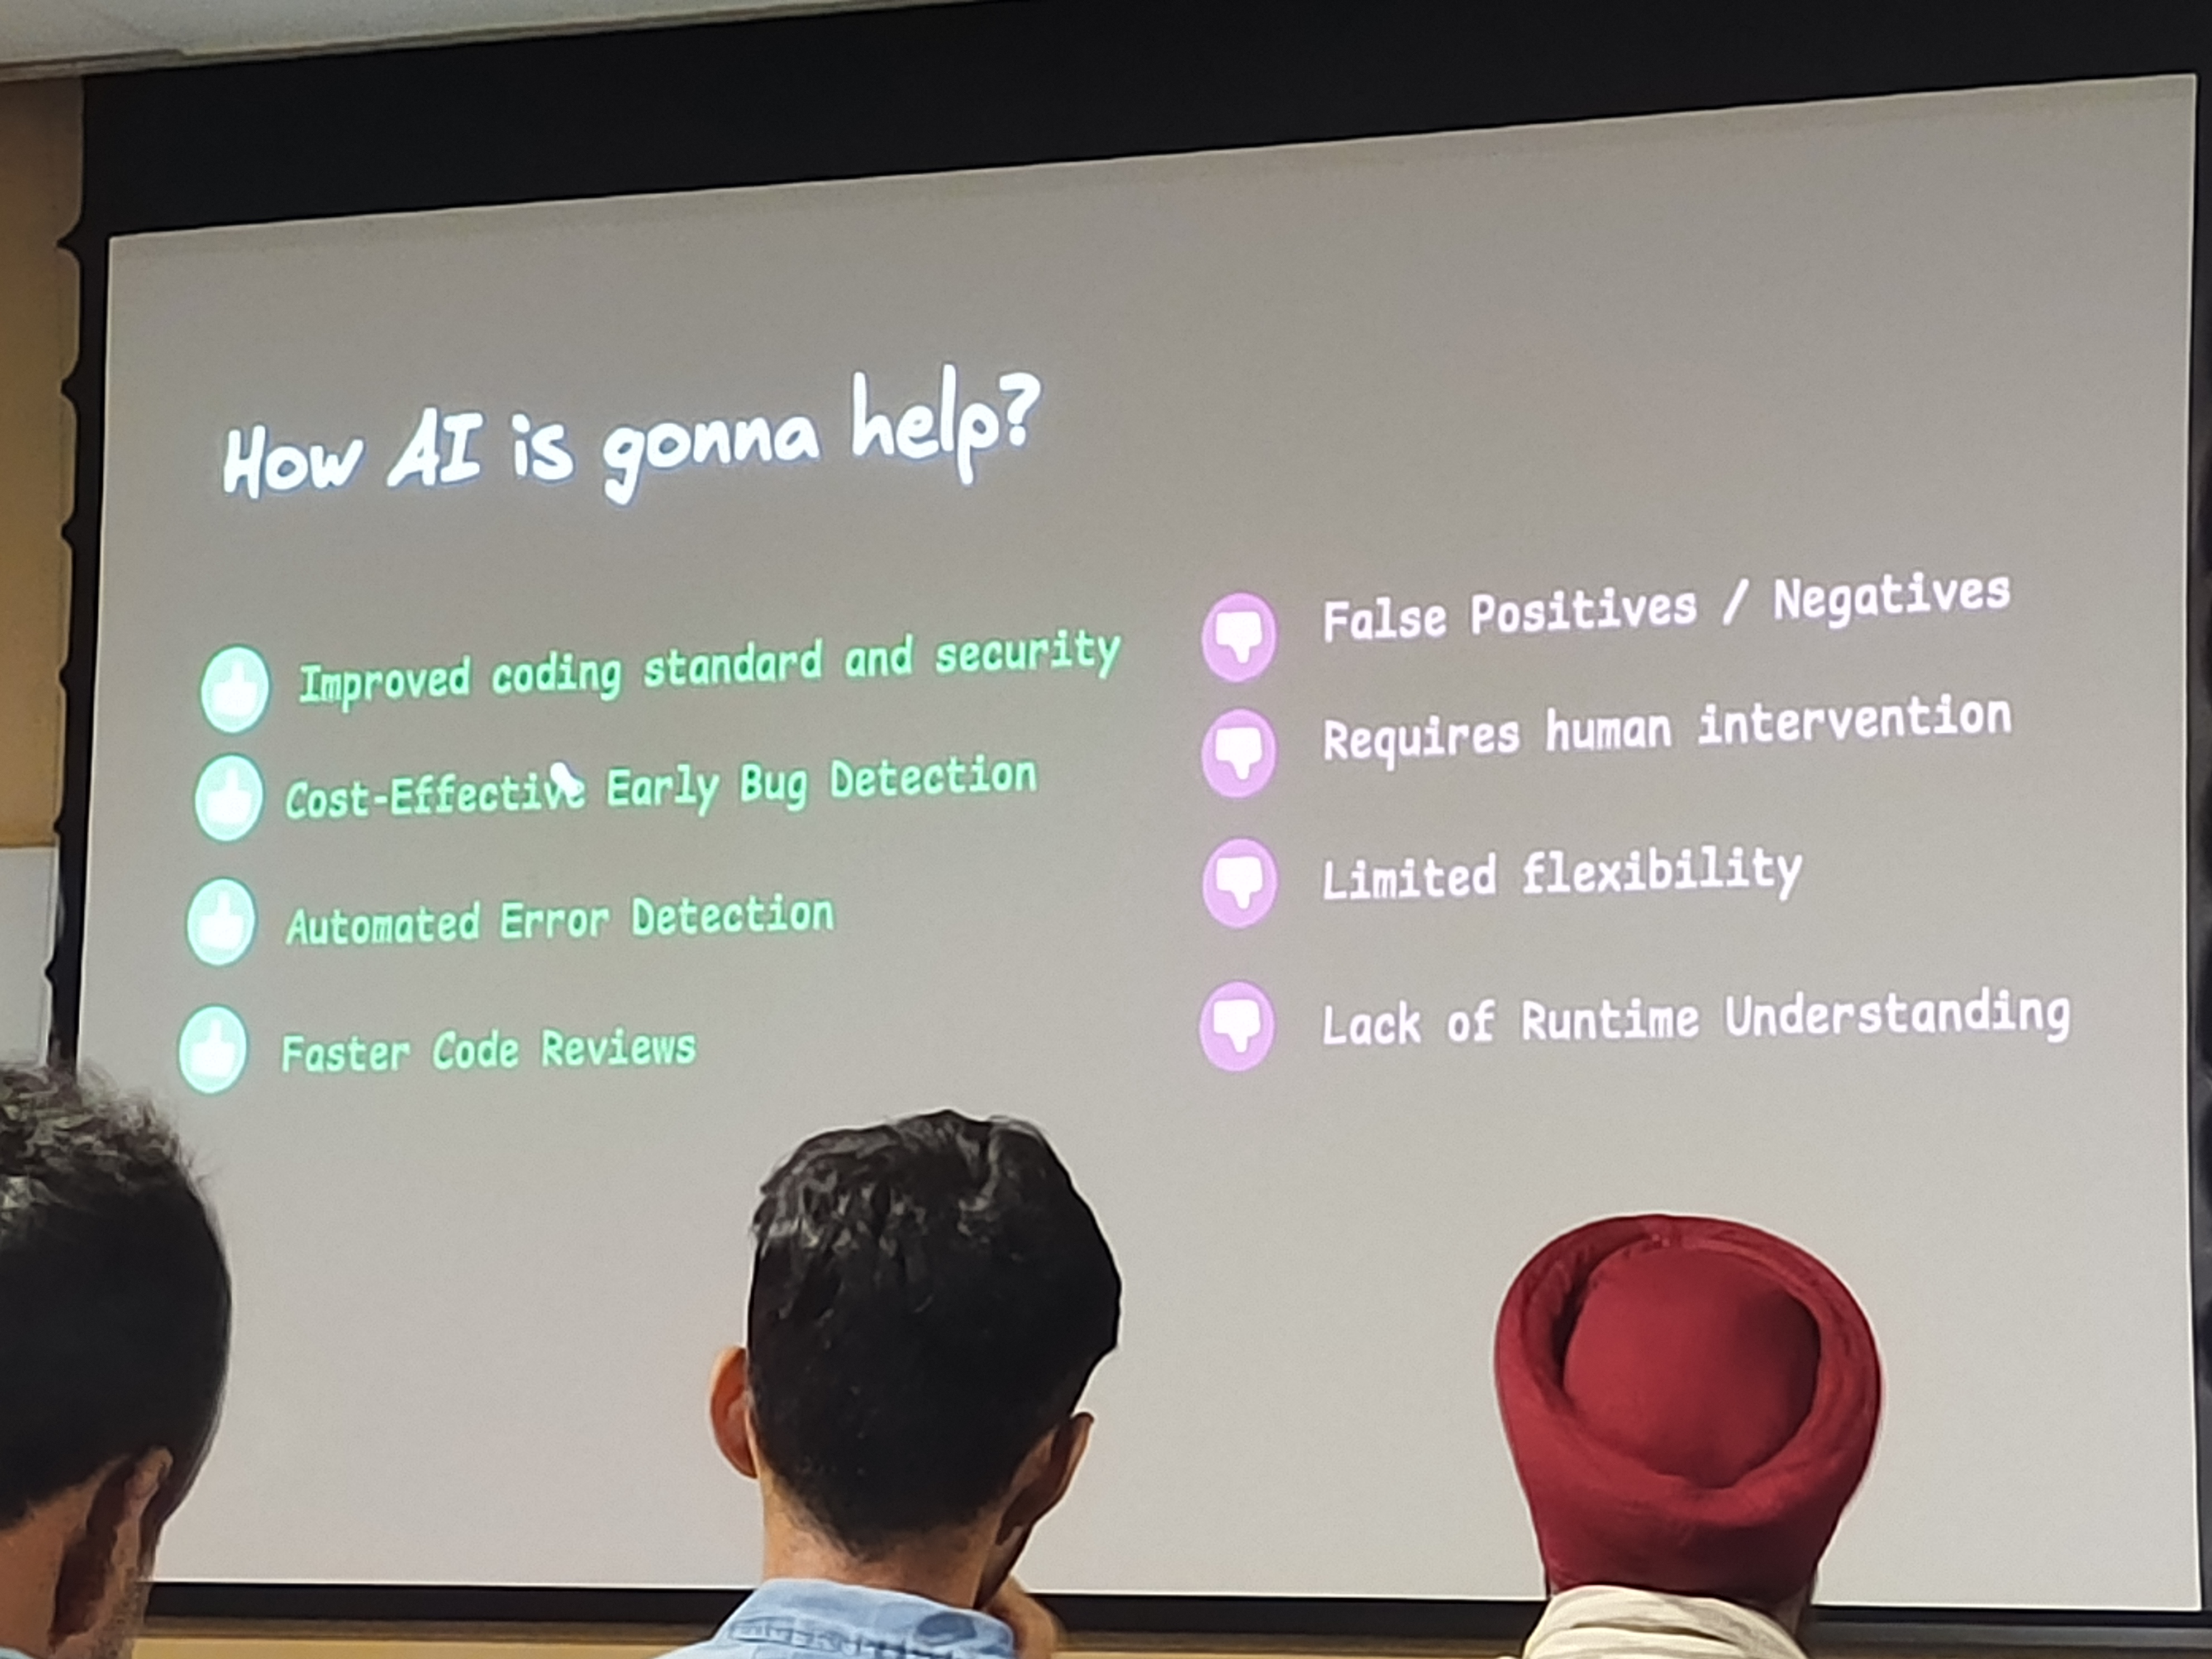 How AI is gonna help?
Improved coding standard and security
Cost-Effective Early Bug Detection
Automated Error Detection
Faster Code Reviews
False Positives / Negatives
Requires human intervention
Limited flexibility
Lack of Runtime Understanding